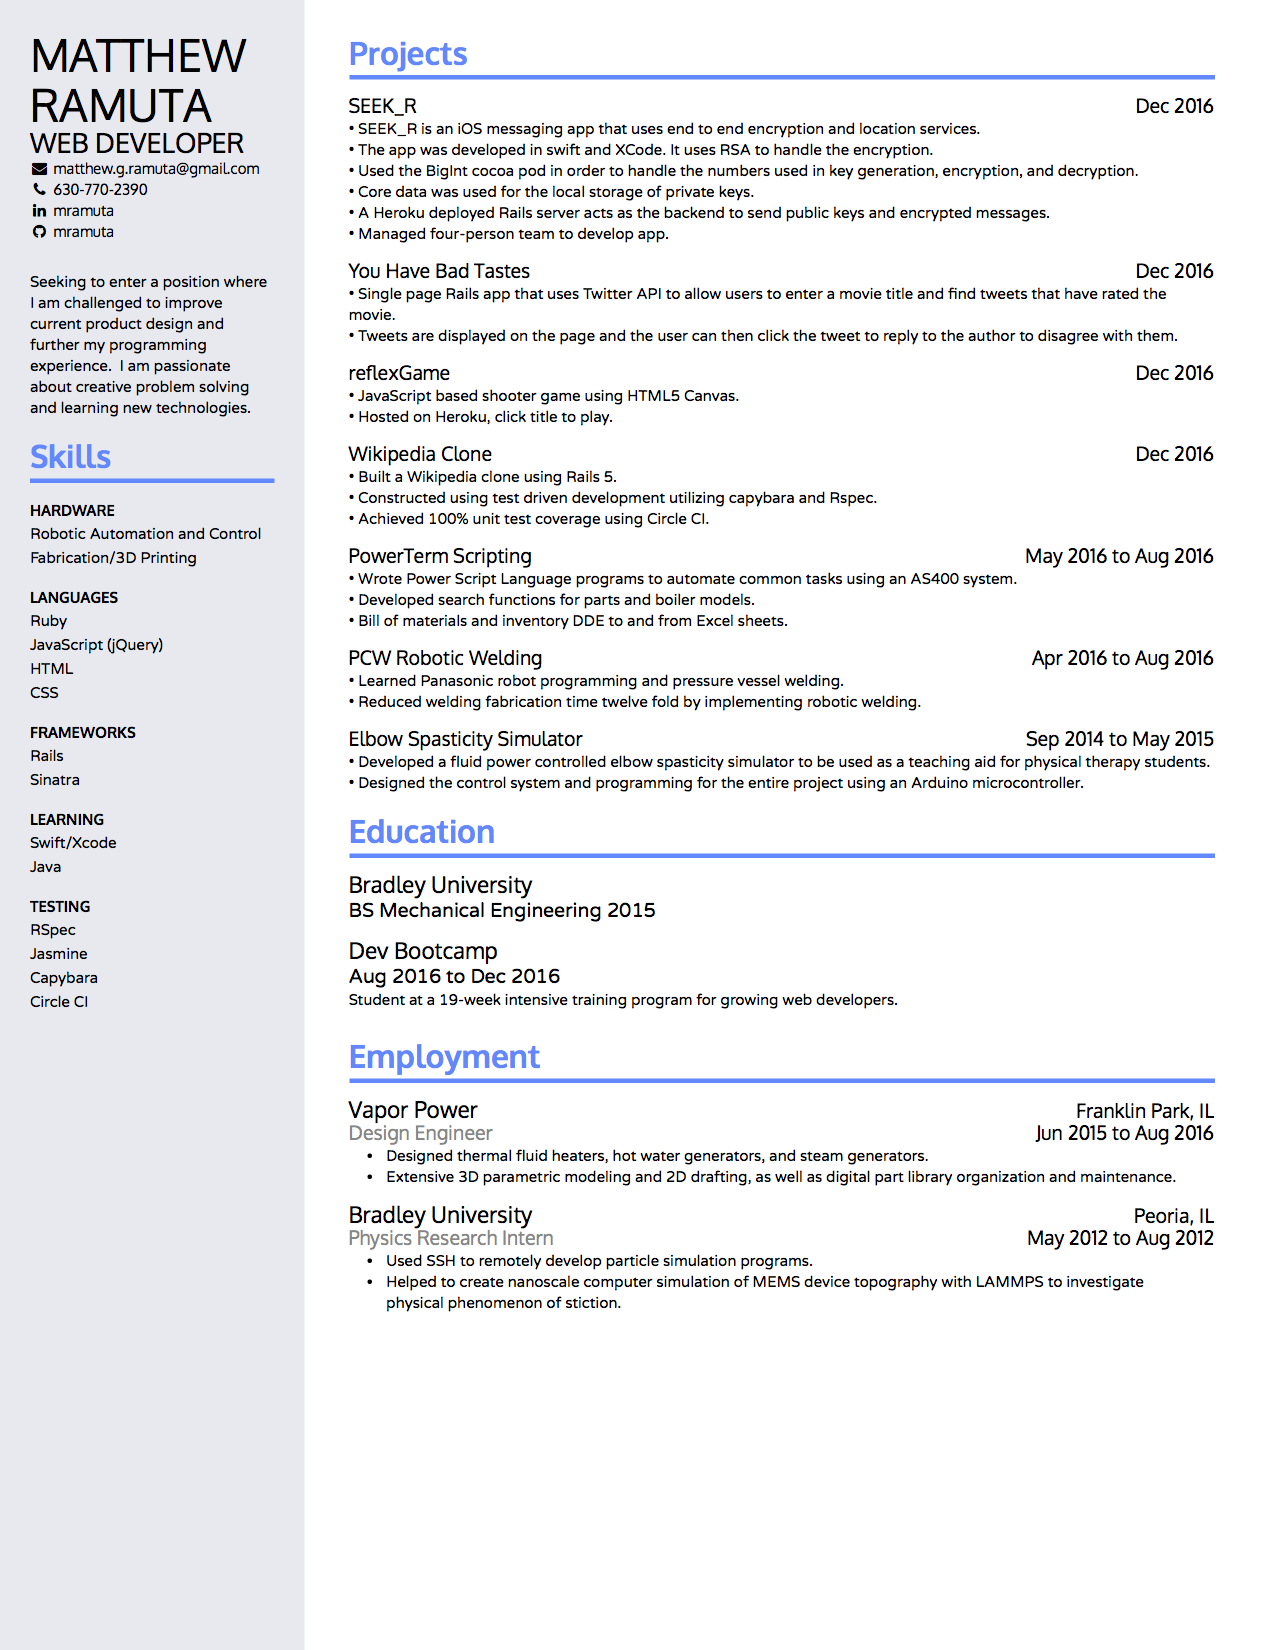 MATTHEW
RAMUTA
WEB DEVELOPER
matthew.g.ramuta@gmail.com
630-770-2390
mramuta
mramuta
Seeking to enter a position where
I am challenged to improve
current product design and
further my programming
experience.  I am passionate
about creative problem solving
and learning new technologies.
Skills
HARDWARE
Robotic Automation and Control
Fabrication/3D Printing
LANGUAGES
Ruby
JavaScript (jQuery)
HTML
CSS
FRAMEWORKS
Rails
Sinatra
LEARNING
Swift/Xcode
Java
TESTING
RSpec
Jasmine
Capybara
Circle CI
Projects
SEEK_R Dec 2016
• SEEK_R is an iOS messaging app that uses end to end encryption and location services.
• The app was developed in swift and XCode. It uses RSA to handle the encryption.
• Used the BigInt cocoa pod in order to handle the numbers used in key generation, encryption, and decryption.
• Core data was used for the local storage of private keys.
• A Heroku deployed Rails server acts as the backend to send public keys and encrypted messages.
• Managed four-person team to develop app.
You Have Bad Tastes Dec 2016
• Single page Rails app that uses Twitter API to allow users to enter a movie title and find tweets that have rated the
movie.
• Tweets are displayed on the page and the user can then click the tweet to reply to the author to disagree with them.
reflexGame Dec 2016
• JavaScript based shooter game using HTML5 Canvas.
• Hosted on Heroku, click title to play.
Wikipedia Clone Dec 2016
• Built a Wikipedia clone using Rails 5.
• Constructed using test driven development utilizing capybara and Rspec.
• Achieved 100% unit test coverage using Circle CI.
PowerTerm Scripting May 2016 to Aug 2016
• Wrote Power Script Language programs to automate common tasks using an AS400 system.
• Developed search functions for parts and boiler models.
• Bill of materials and inventory DDE to and from Excel sheets.
PCW Robotic Welding Apr 2016 to Aug 2016
• Learned Panasonic robot programming and pressure vessel welding.
• Reduced welding fabrication time twelve fold by implementing robotic welding.
Elbow Spasticity Simulator Sep 2014 to May 2015
• Developed a fluid power controlled elbow spasticity simulator to be used as a teaching aid for physical therapy students.
• Designed the control system and programming for the entire project using an Arduino microcontroller.
Education
Bradley University
BS Mechanical Engineering 2015
Dev Bootcamp
Aug 2016 to Dec 2016
Student at a 19-week intensive training program for growing web developers.
Employment
Vapor Power Franklin Park, IL
Design Engineer Jun 2015 to Aug 2016
• Designed thermal fluid heaters, hot water generators, and steam generators.
• Extensive 3D parametric modeling and 2D drafting, as well as digital part library organization and maintenance.
Bradley University Peoria, IL
Physics Research Intern May 2012 to Aug 2012
• Used SSH to remotely develop particle simulation programs.
• Helped to create nanoscale computer simulation of MEMS device topography with LAMMPS to investigate
physical phenomenon of stiction.